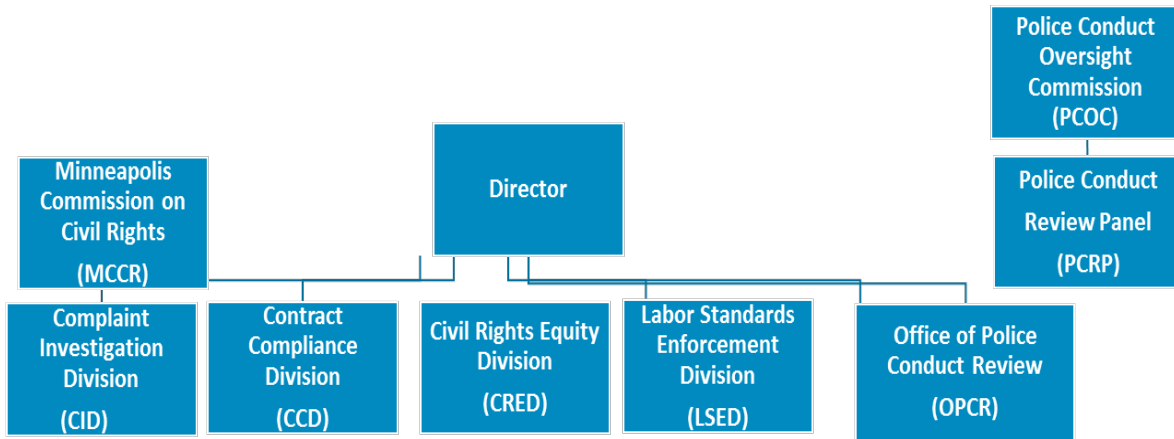 Police Conduct
Oversight
Commission
(PCOC)
Minneapolis
Commission on
Civil Rights
(MCCR)
Director
Police Conduct
Review Panel
(PCRP)
Complaint
Investigation
Division
(CID)
Contract
Compliance
Division
(CCD)
Civil Rights Equity
Division
(CRED)
Labor Standards
Enforcement
Division
(LSED)
Office of Police
Conduct Review
(OPCR)